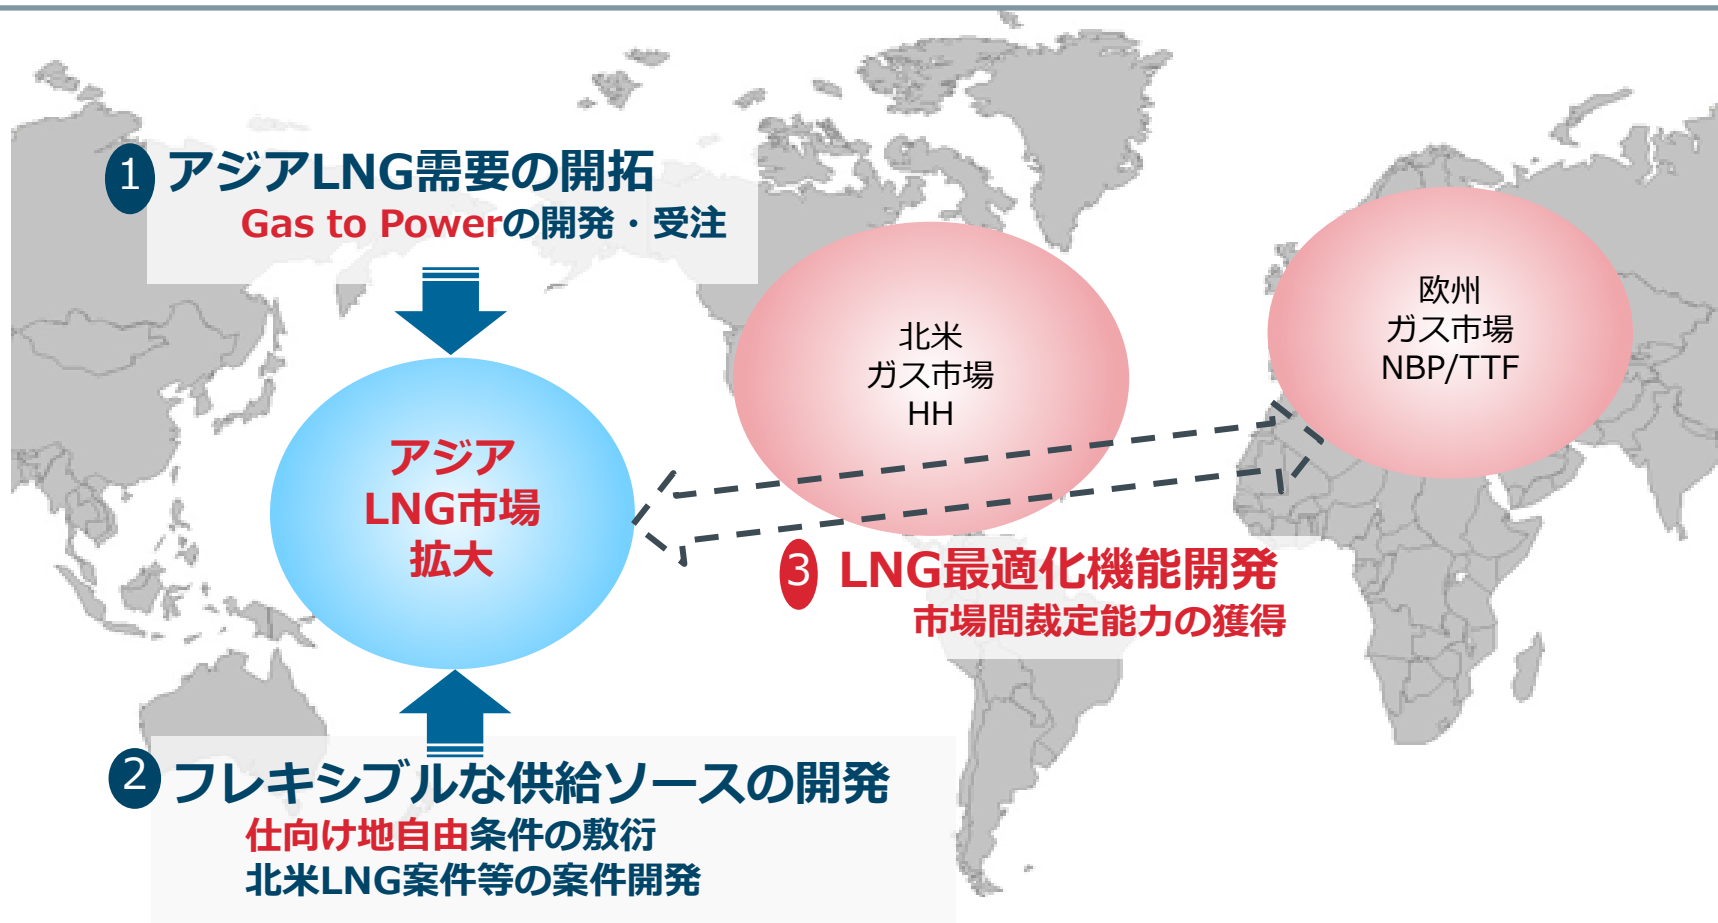 1 アジアLNG需要の開拓
Gas to Powerの開発・受注
アジア
LNG市場
拡大
北米
ガス市場
HH
欧州
ガス市場
NBP/TTF
3 LNG最適化機能開発
市場間裁定能力の獲得
2 フレキシブルな供給ソースの開発
仕向け地自由条件の敷衍
北米LNG案件等の案件開発